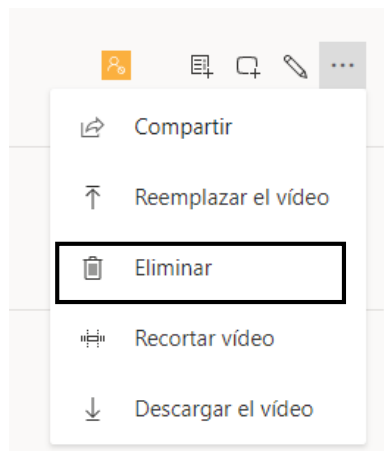 Compartir
Reemplazar el vídeo
Eliminar
Recortar vídeo
Descargar el vídeo